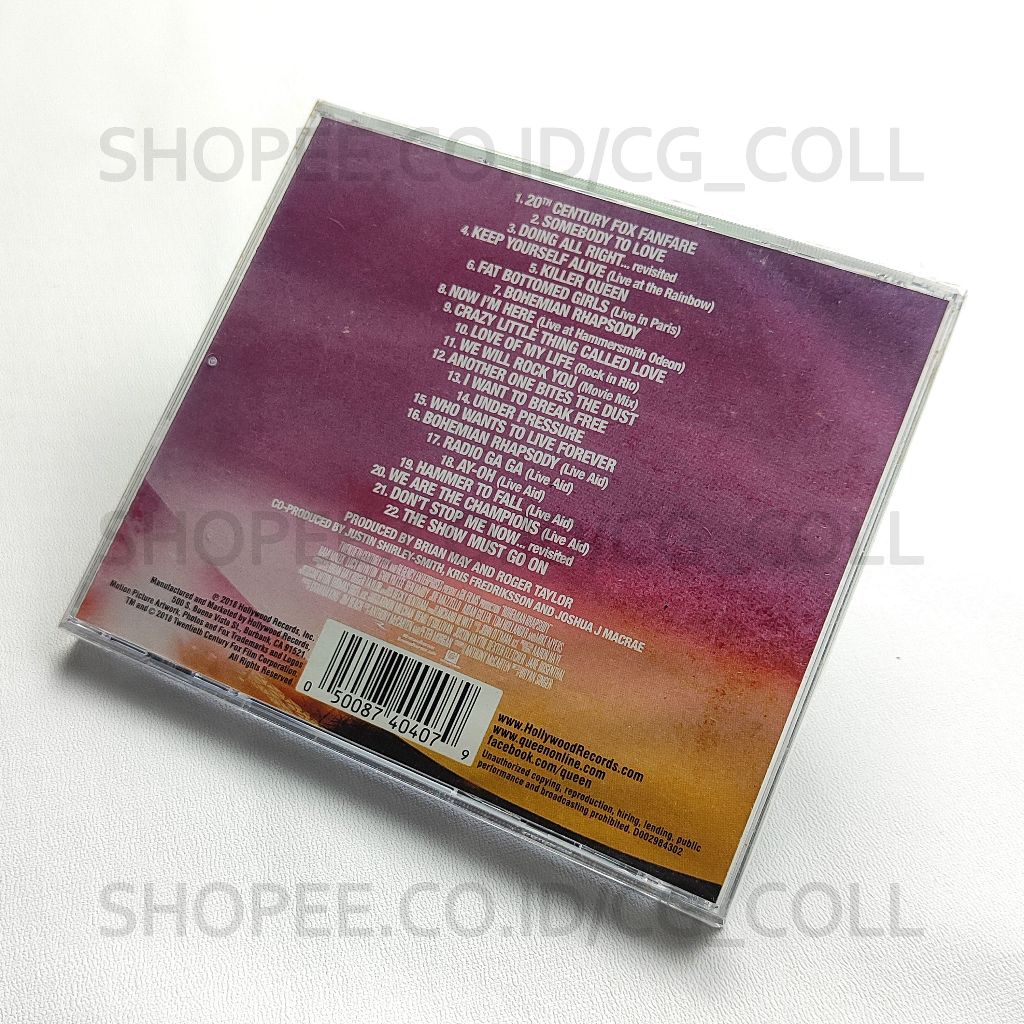 SHOPEE.CO.ID/CG_COLL
1. 20TH CENTURY FOX FANFARE
2. SOMEBODY TO LOVE
3. DOING ALL RIGHT... revisited
4. KEEP YOURSELF ALIVE (Live at the Rainbow)
5. KILLER QUEEN
6. FAT BOTTOMED GIRLS (Live in Paris)
7. BOHEMIAN RHAPSODY
8. NOW I'M HERE (Live at Hammersmith Odeon)
9. CRAZY LITTLE THING CALLED LOVE
10. LOVE OF MY LIFE (Rock in Rio)
11. WE WILL ROCK YOU (Movie Mix)
12. ANOTHER ONE BITES THE DUST
13. I WANT TO BREAK FREE
14. UNDER PRESSURE
15. WHO WANTS TO LIVE FOREVER
16. BOHEMIAN RHAPSODY (Live Aid)
17. RADIO GA GA (Live Aid)
18. AY-OH (Live Aid)
19. HAMMER TO FALL (Live Aid)
20. WE ARE THE CHAMPIONS (Live Aid)
21. DON'T STOP ME NOW... revisited
22. THE SHOW MUST GO ON
SHOPEE.CO.ID/CG_COLL
PRODUCED BY BRIAN MAY AND ROGER TAYLOR
CO-PRODUCED BY JUSTIN SHIRLEY-SMITH, KRIS FREDRIKSSON AND JOSHUA J MACRAE
℗ 2018 Hollywood Records, Inc.
Manufactured and Marketed by Hollywood Records,
500 S. Buena Vista St., Burbank, CA 91521.
Motion Picture Artwork, Photos and Fox Trademarks and Logos
TM and © 2018 Twentieth Century Fox Film Corporation.
All Rights Reserved.
0 50087 40407 9
www.HollywoodRecords.com
www.queenonline.com
facebook.com/queen
Unauthorized copying, reproduction, hiring, lending, public
performance and broadcasting prohibited. D002984302
SHOPEE.CO.ID/CG_COLL